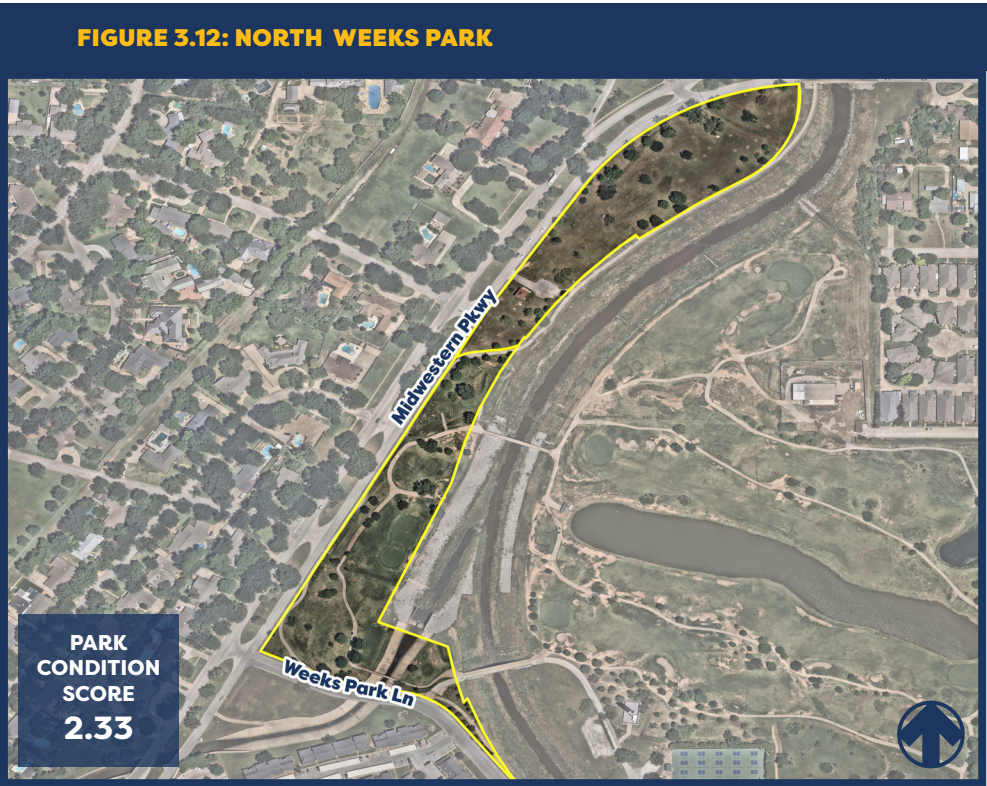 FIGURE 3.12: NORTH WEEKS PARK
Midwestern Pkwy
Weeks Park Ln
PARK
CONDITION
SCORE
2.33